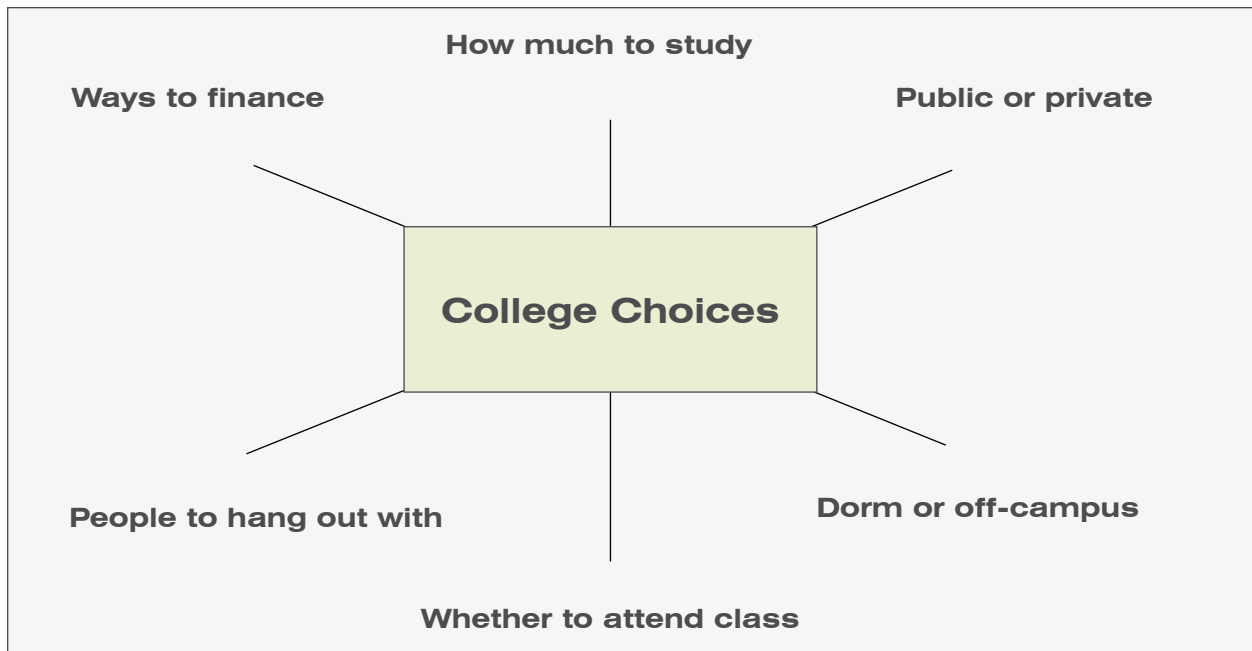 How much to study
Ways to finance
Public or private
College Choices
People to hang out with
Dorm or off-campus
Whether to attend class